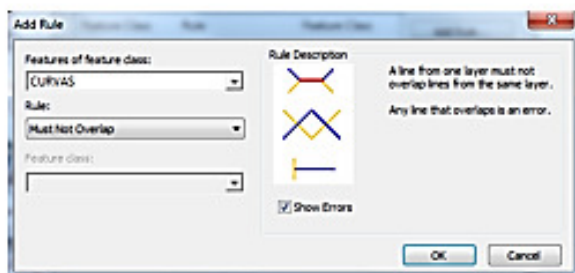 Add Rule
Features of feature class:
CURVAS
Rule:
Must Not Overlap
Feature class:
Rule Description
A line from one layer must not
overlap lines from the same layer.
Any line that overlaps is an error.
Show Errors
OK
Cancel